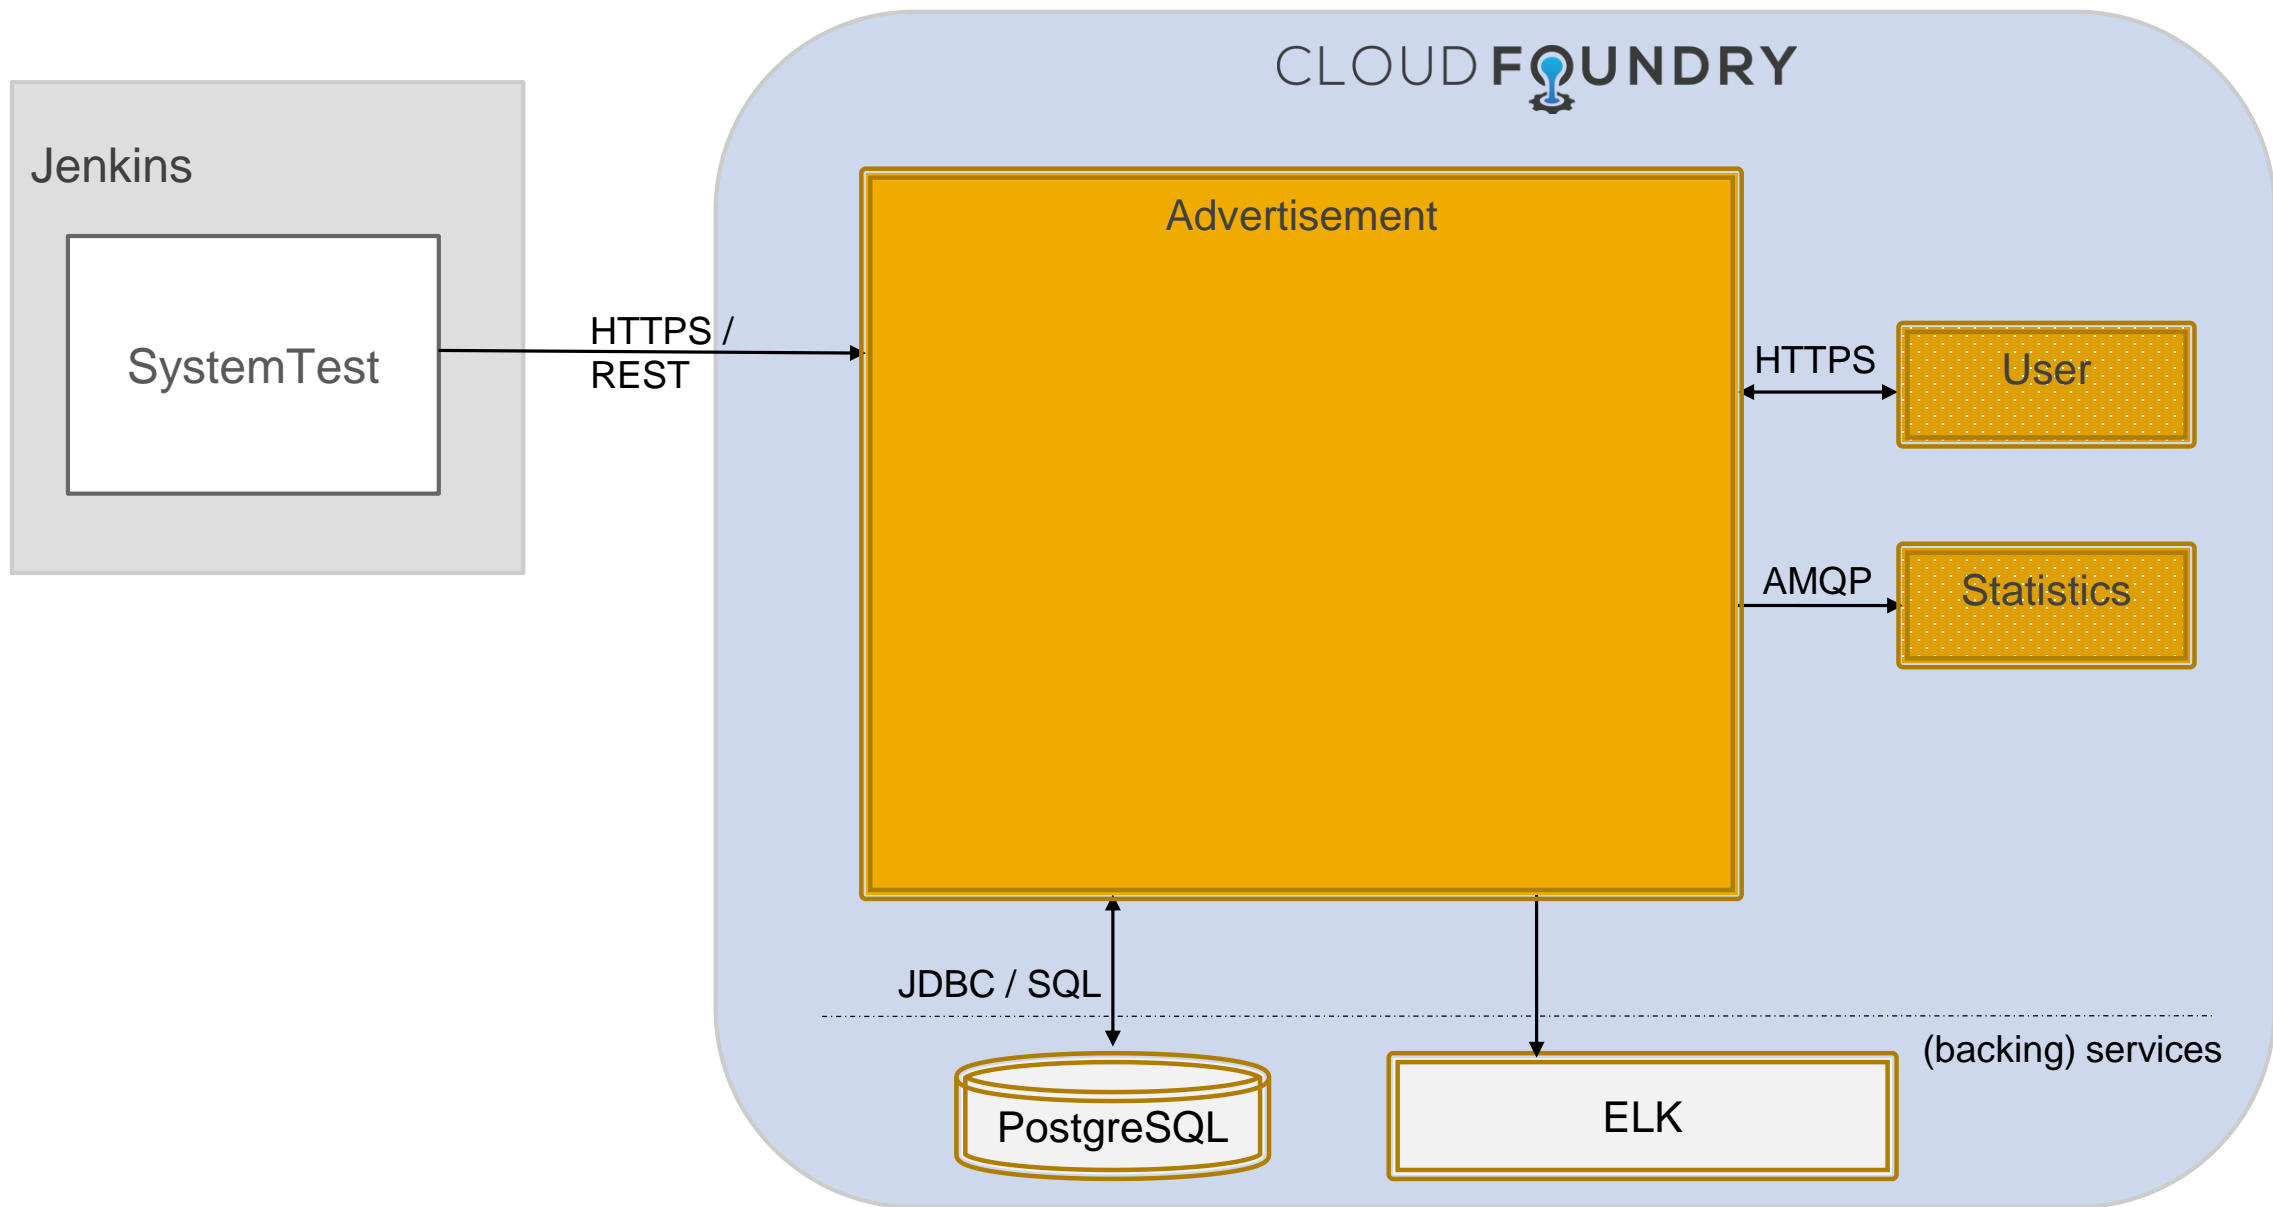 CLOUD FOUNDRY
Jenkins
SystemTest
HTTPS /
REST
Advertisement
HTTPS
User
AMQP
Statistics
JDBC / SQL
(backing) services
PostgreSQL
ELK